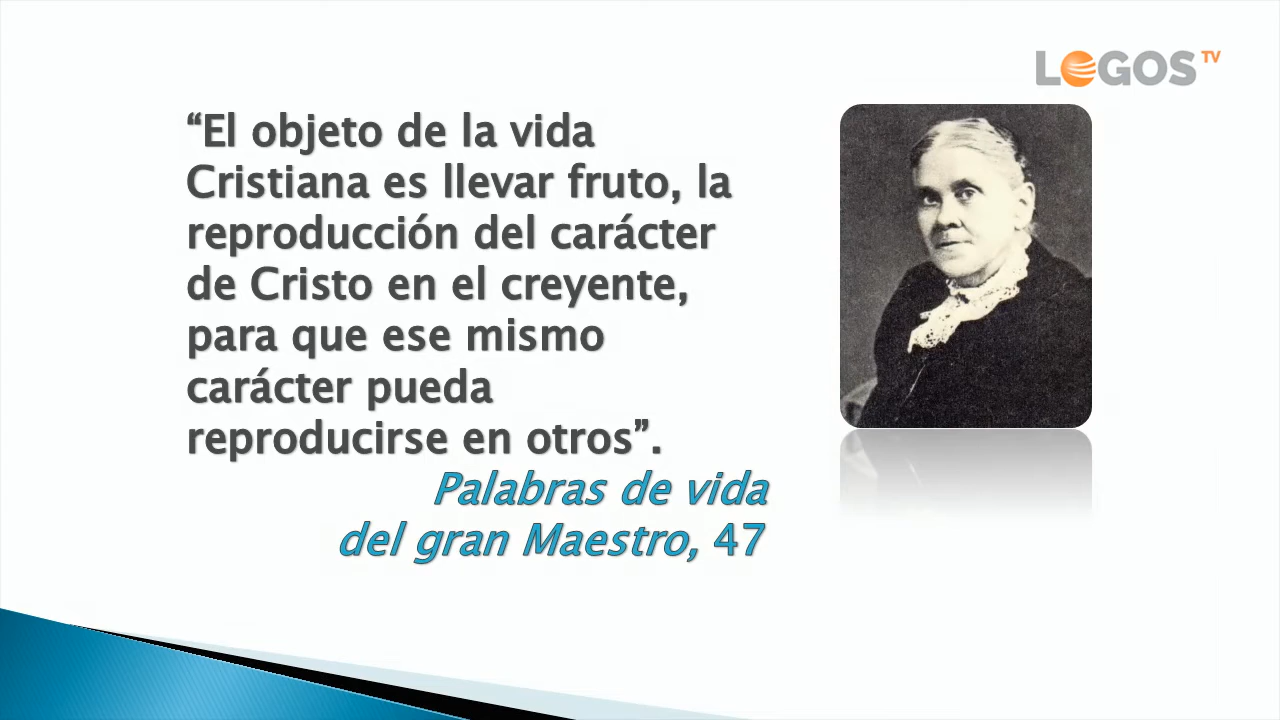 LOGOS TV
“El objeto de la vida
Cristiana es llevar fruto, la
reproducción del carácter
de Cristo en el creyente,
para que ese mismo
carácter pueda
reproducirse en otros”.
Palabras de vida
del gran Maestro, 47